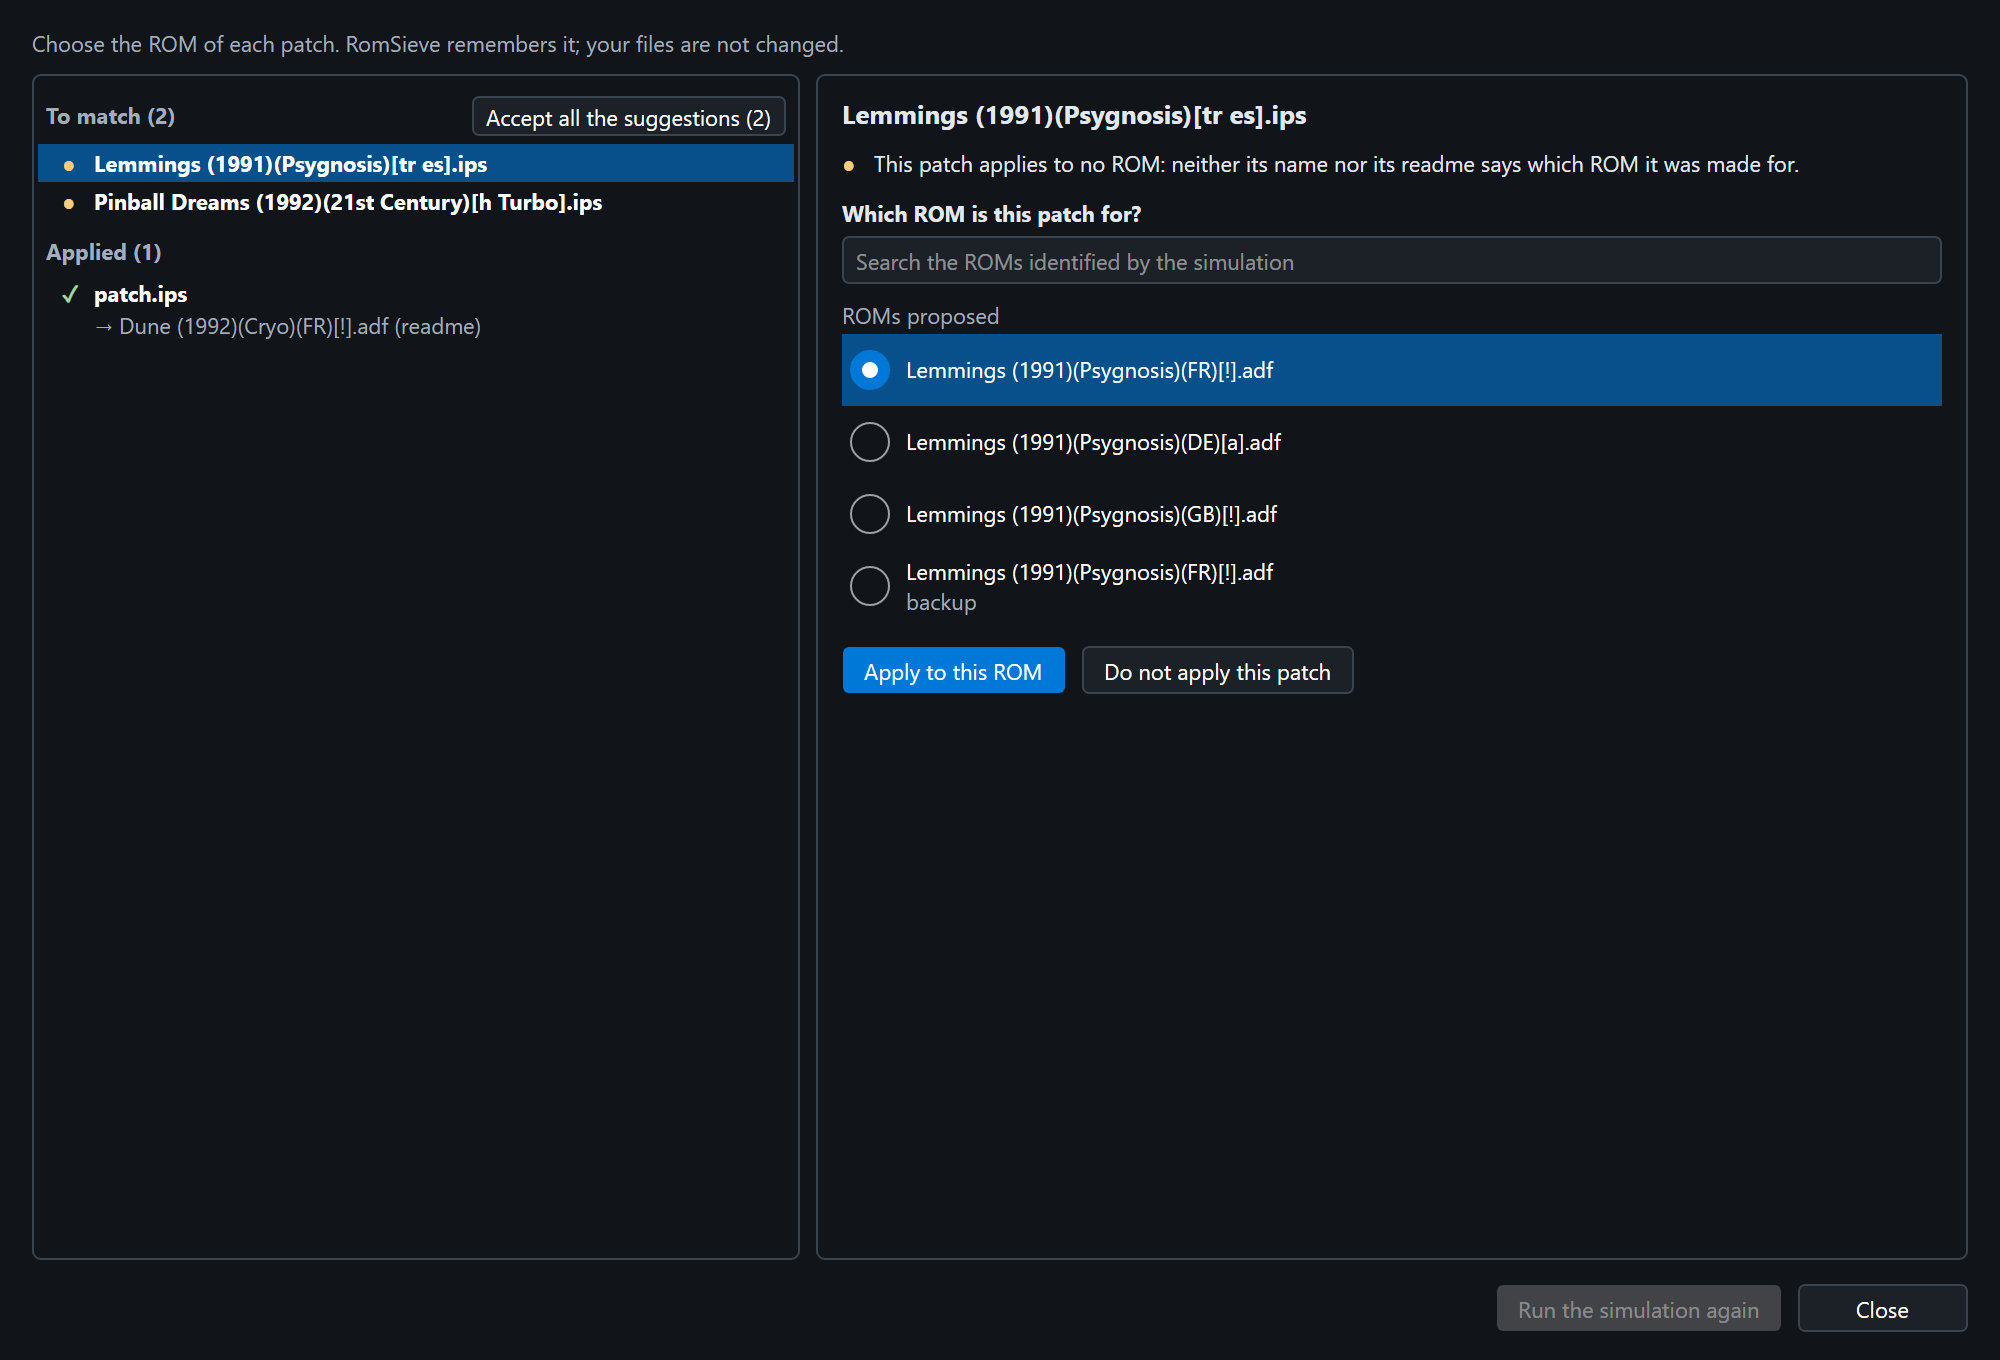 Choose the ROM of each patch. RomSieve remembers it; your files are not changed.
To match (2)
Accept all the suggestions (2)
Lemmings (1991)(Psygnosis)[tr es].ips
Pinball Dreams (1992)(21st Century)[h Turbo].ips
Applied (1)
✓ patch.ips
→ Dune (1992)(Cryo)(FR)[!].adf (readme)
Lemmings (1991)(Psygnosis)[tr es].ips
This patch applies to no ROM: neither its name nor its readme says which ROM it was made for.
Which ROM is this patch for?
Search the ROMs identified by the simulation
ROMs proposed
Lemmings (1991)(Psygnosis)(FR)[!].adf
Lemmings (1991)(Psygnosis)(DE)[a].adf
Lemmings (1991)(Psygnosis)(GB)[!].adf
Lemmings (1991)(Psygnosis)(FR)[!].adf
backup
Apply to this ROM
Do not apply this patch
Run the simulation again
Close